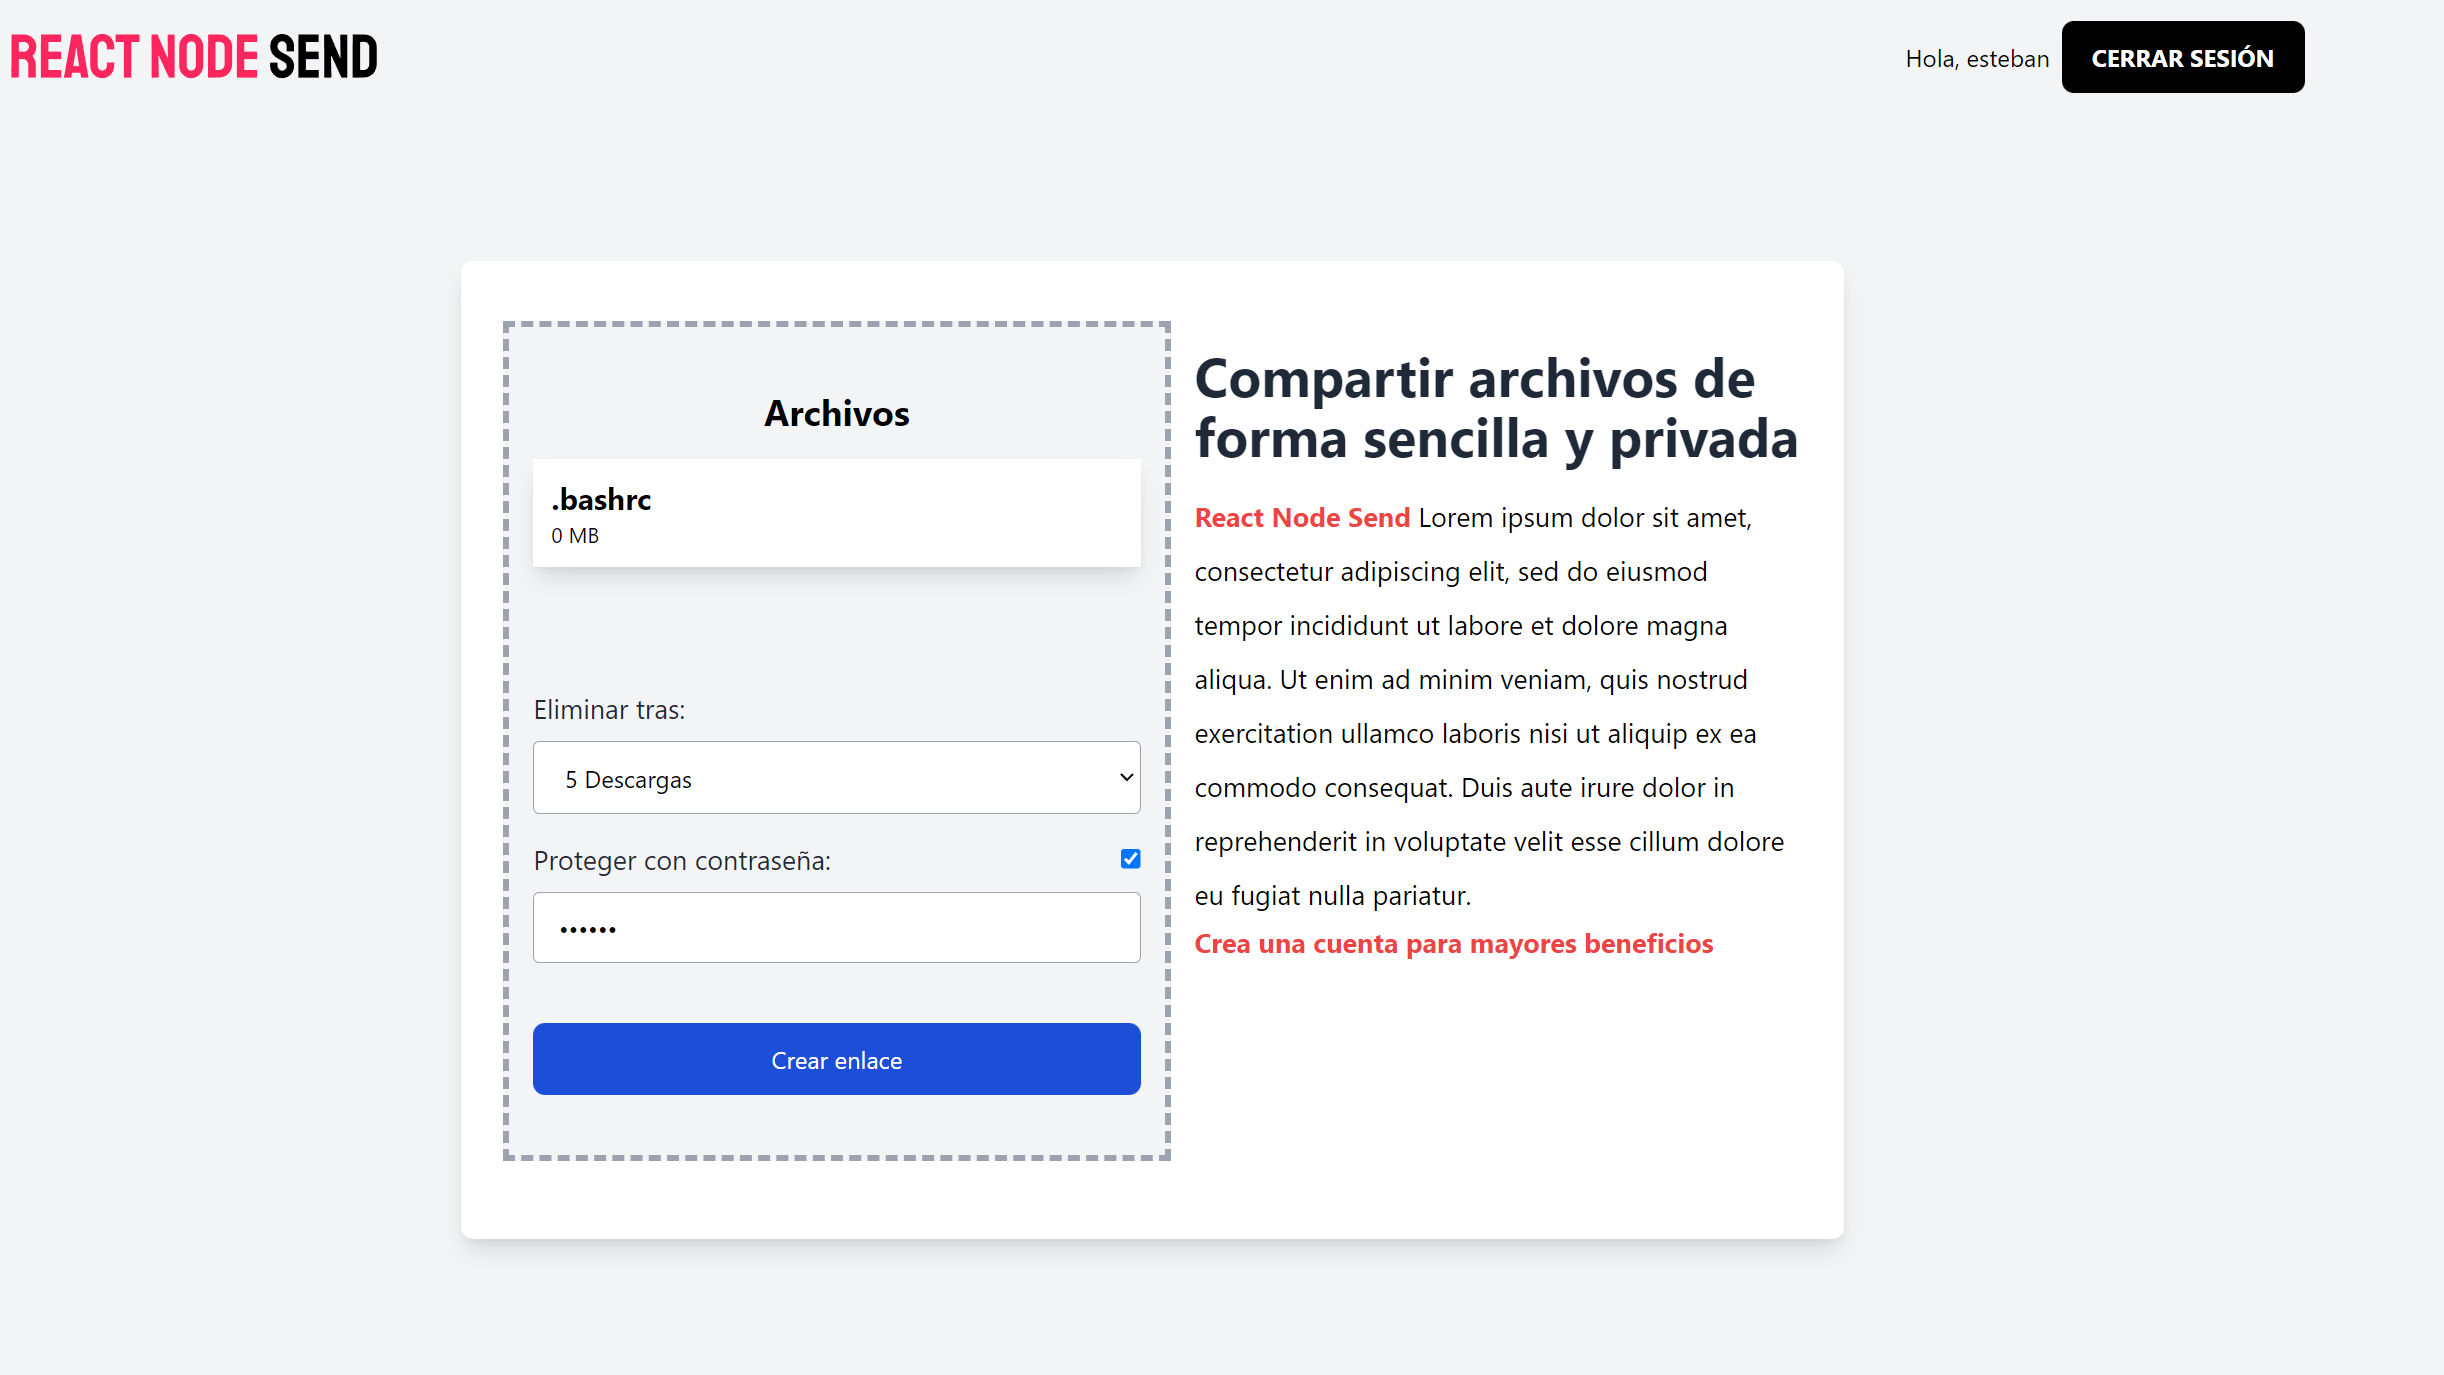 REACT NODE SEND
Hola, esteban
CERRAR SESIÓN
Archivos
.bashrc
0 MB
Eliminar tras:
5 Descargas
Proteger con contraseña:
••••••
Crear enlace
Compartir archivos de
forma sencilla y privada
React Node Send Lorem ipsum dolor sit amet,
consectetur adipiscing elit, sed do eiusmod
tempor incididunt ut labore et dolore magna
aliqua. Ut enim ad minim veniam, quis nostrud
exercitation ullamco laboris nisi ut aliquip ex ea
commodo consequat. Duis aute irure dolor in
reprehenderit in voluptate velit esse cillum dolore
eu fugiat nulla pariatur.
Crea una cuenta para mayores beneficios